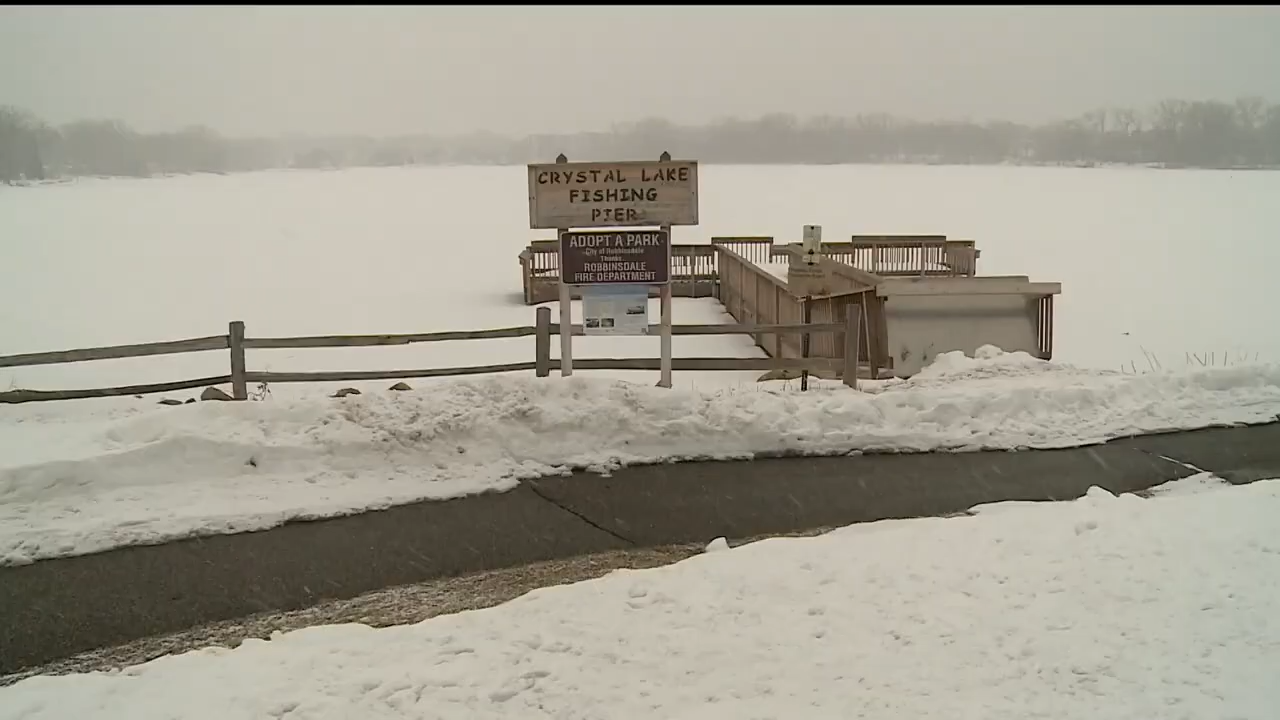 CRYSTAL LAKE
FISHING
PIER
ADOPT A PARK
City of Robbinsdale
Thanks
ROBBINSDALE
FIRE DEPARTMENT